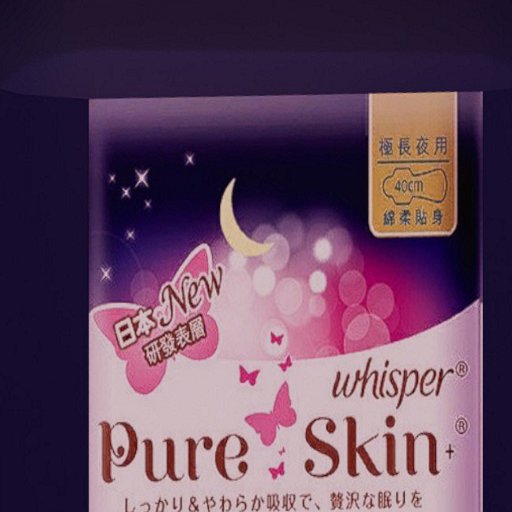 極長夜用
40cm
綿柔貼身
日本·New
研發表層
whisper®
Pure Skin+®
しっかり&やわらか吸収で、贅沢な眠りを